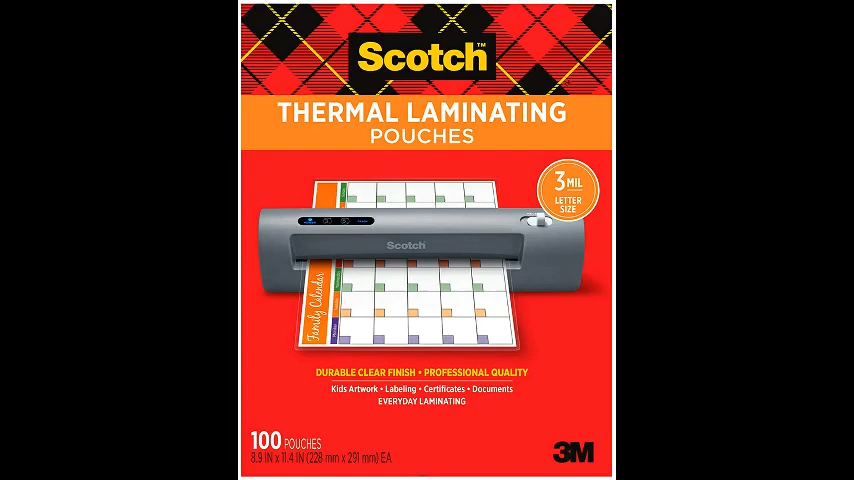 Scotch™
THERMAL LAMINATING
POUCHES
3 MIL
LETTER
SIZE
Scotch
Family Calendar
DURABLE CLEAR FINISH • PROFESSIONAL QUALITY
Kids Artwork • Labeling • Certificates • Documents
EVERYDAY LAMINATING
100 POUCHES
8.9 IN x 11.4 IN (228 mm x 291 mm) EA
3M